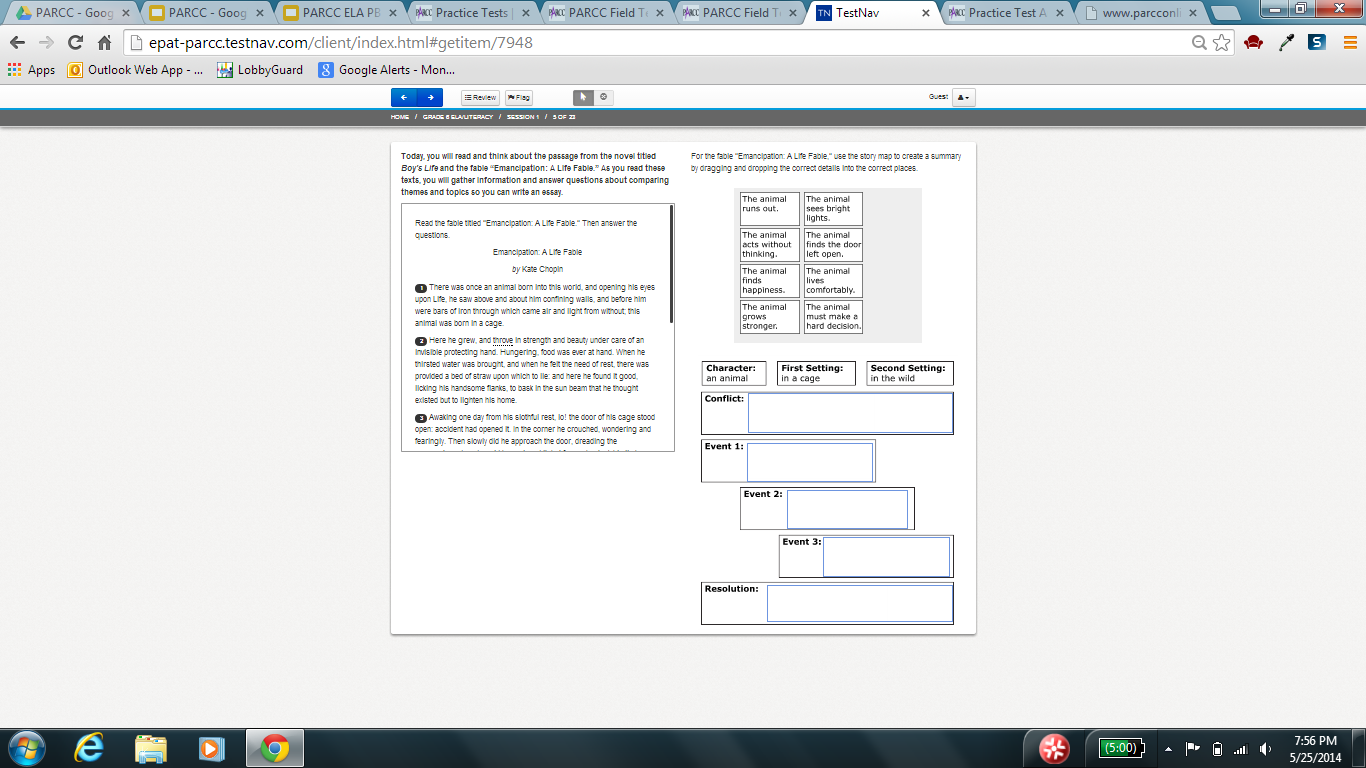 PARCC - Goog
PARCC - Goog
PARCC ELA PB
Practice Tests |
PARCC Field Te
PARCC Field Te
TN TestNav
Practice Test A
www.parcconli
epat-parcc.testnav.com/client/index.html#getitem/7948
Apps Outlook Web App - ... LobbyGuard Google Alerts - Mon...
Review Flag Guest
HOME / GRADE 6 ELA/LITERACY / SESSION 1 / 5 OF 23
Today, you will read and think about the passage from the novel titled
Boy's Life and the fable “Emancipation: A Life Fable.” As you read these
texts, you will gather information and answer questions about comparing
themes and topics so you can write an essay.
Read the fable titled “Emancipation: A Life Fable.” Then answer the
questions.
Emancipation: A Life Fable
by Kate Chopin
1 There was once an animal born into this world, and opening his eyes
upon Life, he saw above and about him confining walls, and before him
were bars of iron through which came air and light from without; this
animal was born in a cage.
2 Here he grew, and throve in strength and beauty under care of an
invisible protecting hand. Hungering, food was ever at hand. When he
thirsted water was brought, and when he felt the need of rest, there was
provided a bed of straw upon which to lie: and here he found it good,
licking his handsome flanks, to bask in the sun beam that he thought
existed but to lighten his home.
3 Awaking one day from his slothful rest, lo! the door of his cage stood
open: accident had opened it. In the corner he crouched, wondering and
fearingly. Then slowly did he approach the door, dreading the
For the fable “Emancipation: A Life Fable,” use the story map to create a summary
by dragging and dropping the correct details into the correct places.
The animal
runs out.
The animal
sees bright
lights.
The animal
acts without
thinking.
The animal
finds the door
left open.
The animal
finds
happiness.
The animal
lives
comfortably.
The animal
grows
stronger.
The animal
must make a
hard decision.
Character:
an animal
First Setting:
in a cage
Second Setting:
in the wild
Conflict:
Event 1:
Event 2:
Event 3:
Resolution:
(5:00)
7:56 PM
5/25/2014